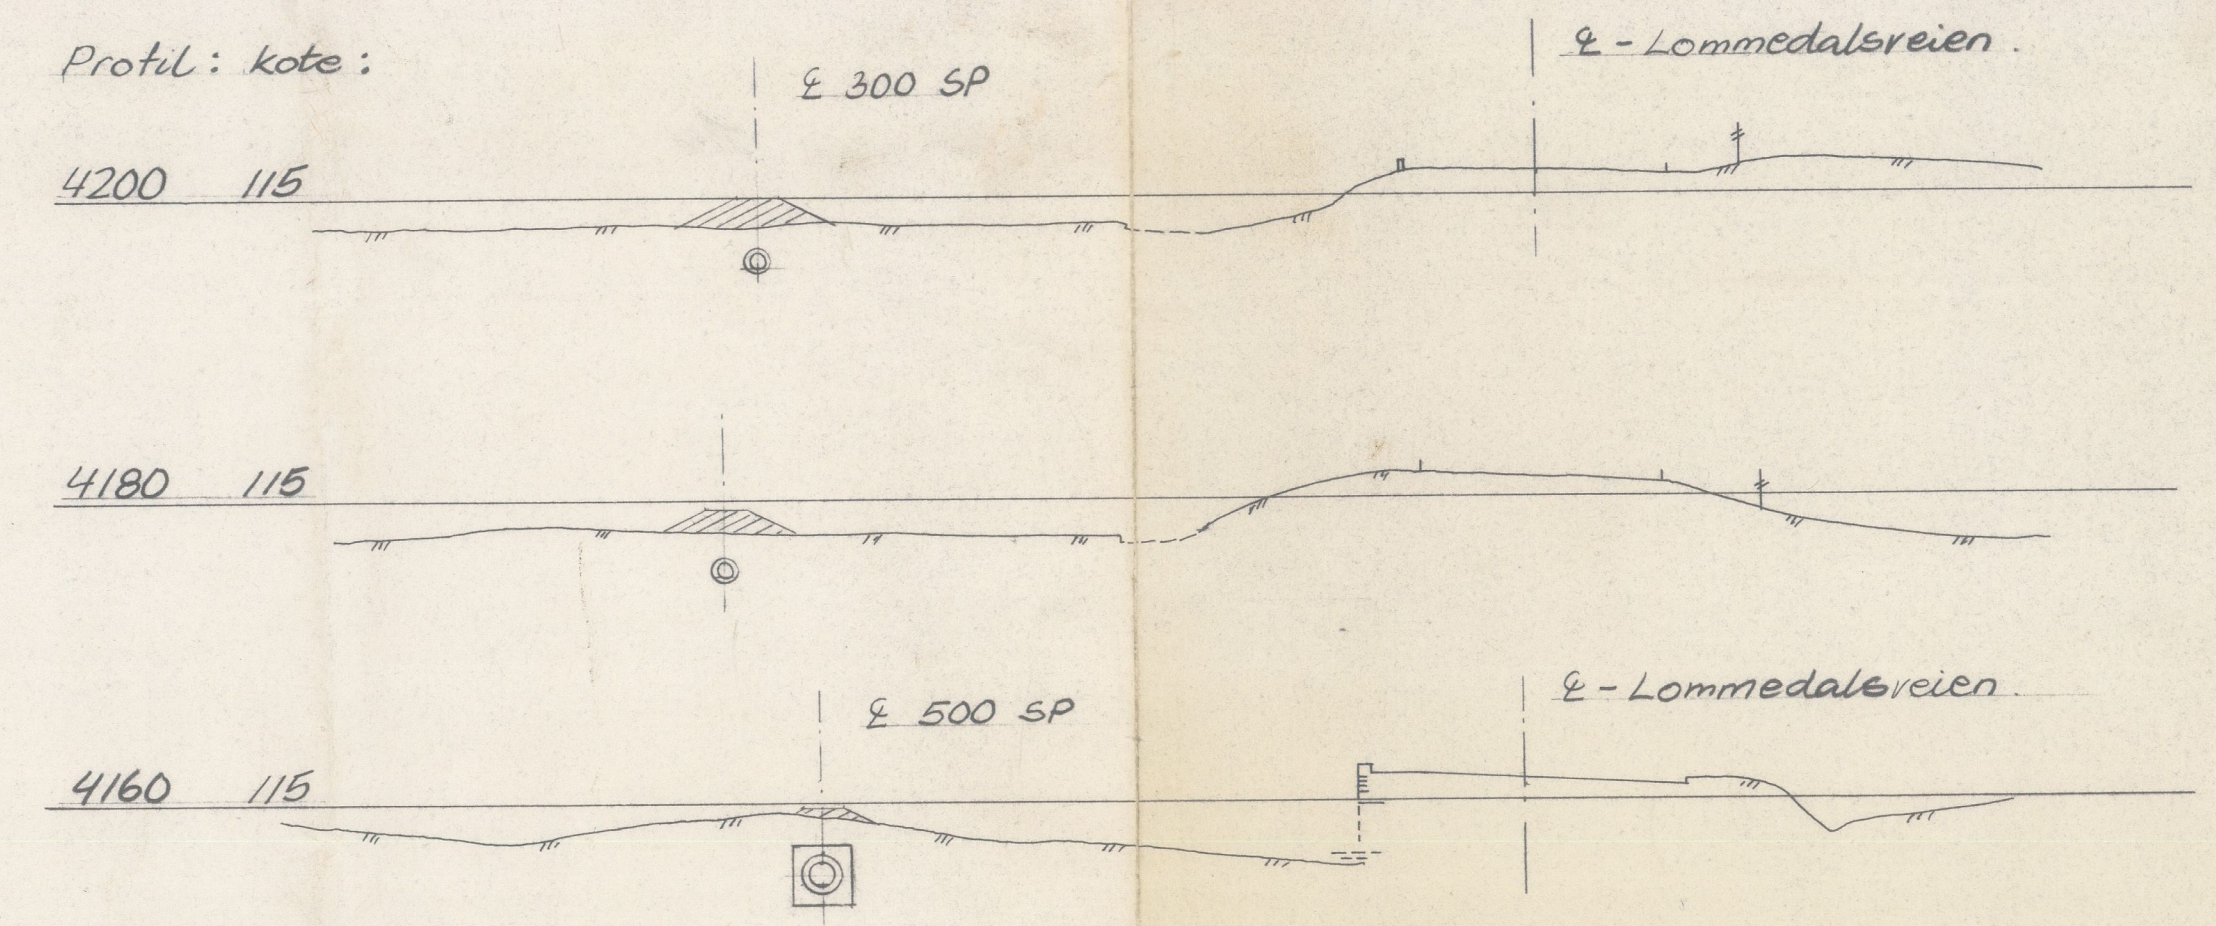 Profil: kote:
℄ 300 SP
℄ - Lommedalsveien.
4200 115
4180 115
℄ 500 SP
℄ - Lommedalsveien.
4160 115